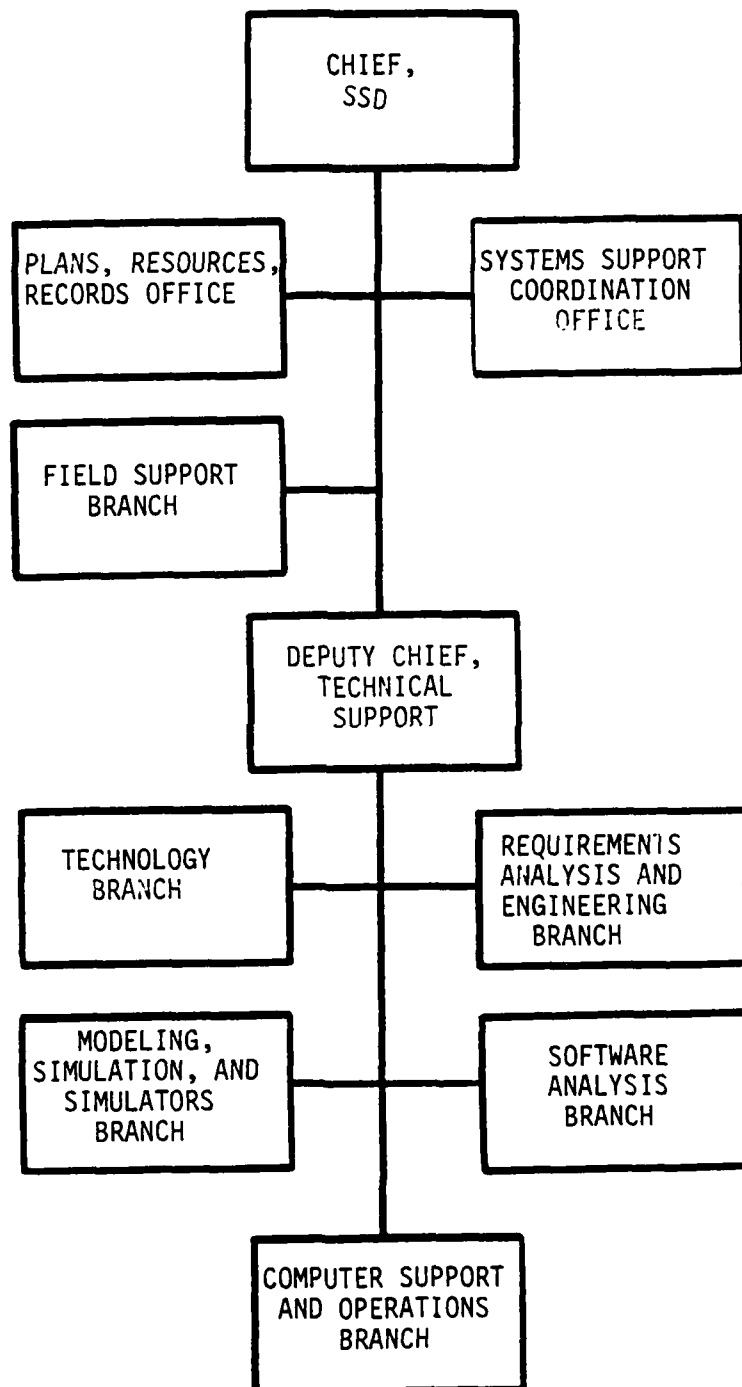 CHIEF,
SSD
PLANS, RESOURCES,
RECORDS OFFICE
SYSTEMS SUPPORT
COORDINATION
OFFICE
FIELD SUPPORT
BRANCH
DEPUTY CHIEF,
TECHNICAL
SUPPORT
TECHNOLOGY
BRANCH
REQUIREMENTS
ANALYSIS AND
ENGINEERING
BRANCH
MODELING,
SIMULATION, AND
SIMULATORS
BRANCH
SOFTWARE
ANALYSIS
BRANCH
COMPUTER SUPPORT
AND OPERATIONS
BRANCH